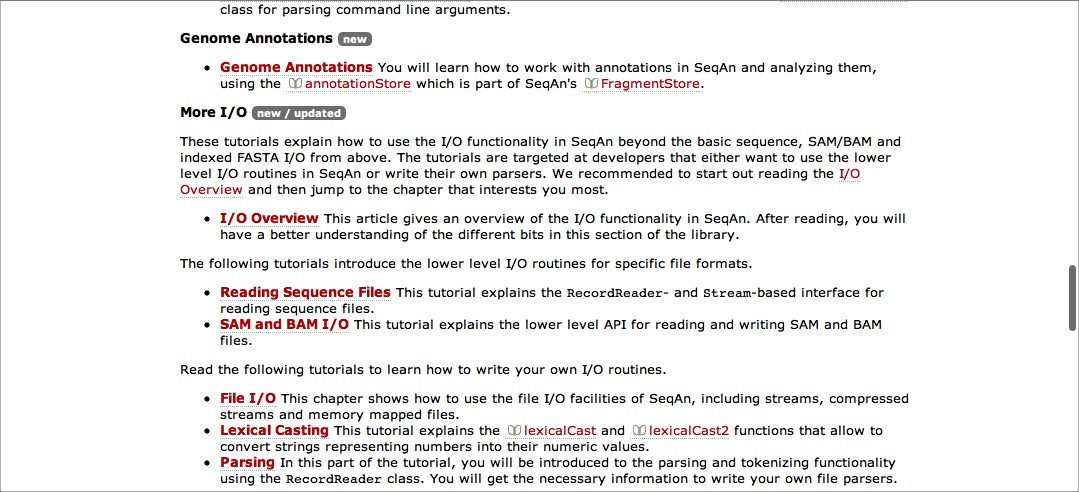 class for parsing command line arguments.
Genome Annotations new
• Genome Annotations You will learn how to work with annotations in SeqAn and analyzing them,
using the annotationStore which is part of SeqAn's FragmentStore.
More I/O new / updated
These tutorials explain how to use the I/O functionality in SeqAn beyond the basic sequence, SAM/BAM and
indexed FASTA I/O from above. The tutorials are targeted at developers that either want to use the lower
level I/O routines in SeqAn or write their own parsers. We recommended to start out reading the I/O
Overview and then jump to the chapter that interests you most.
• I/O Overview This article gives an overview of the I/O functionality in SeqAn. After reading, you will
have a better understanding of the different bits in this section of the library.
The following tutorials introduce the lower level I/O routines for specific file formats.
• Reading Sequence Files This tutorial explains the RecordReader- and Stream-based interface for
reading sequence files.
• SAM and BAM I/O This tutorial explains the lower level API for reading and writing SAM and BAM
files.
Read the following tutorials to learn how to write your own I/O routines.
• File I/O This chapter shows how to use the file I/O facilities of SeqAn, including streams, compressed
streams and memory mapped files.
• Lexical Casting This tutorial explains the lexicalCast and lexicalCast2 functions that allow to
convert strings representing numbers into their numeric values.
• Parsing In this part of the tutorial, you will be introduced to the parsing and tokenizing functionality
using the RecordReader class. You will get the necessary information to write your own file parsers.